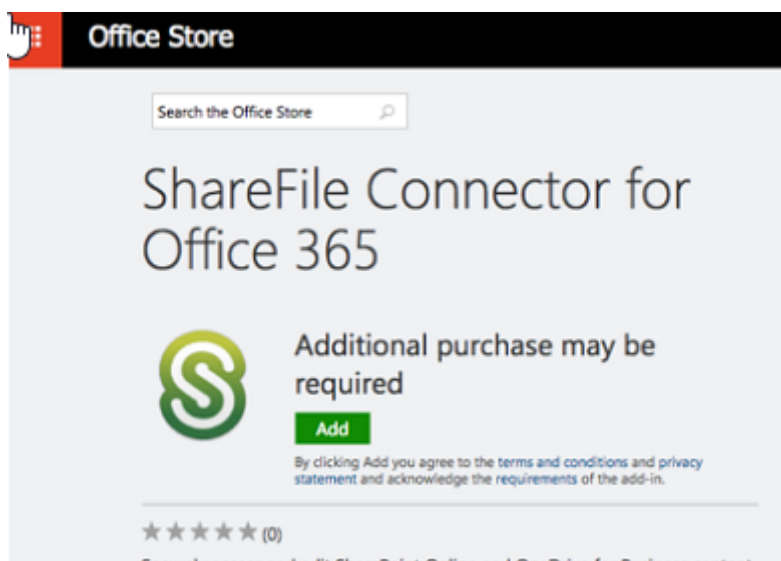 Office Store
Search the Office Store
ShareFile Connector for
Office 365
Additional purchase may be
required
Add
By clicking Add you agree to the terms and conditions and privacy
statement and acknowledge the requirements of the add-in.
(0)